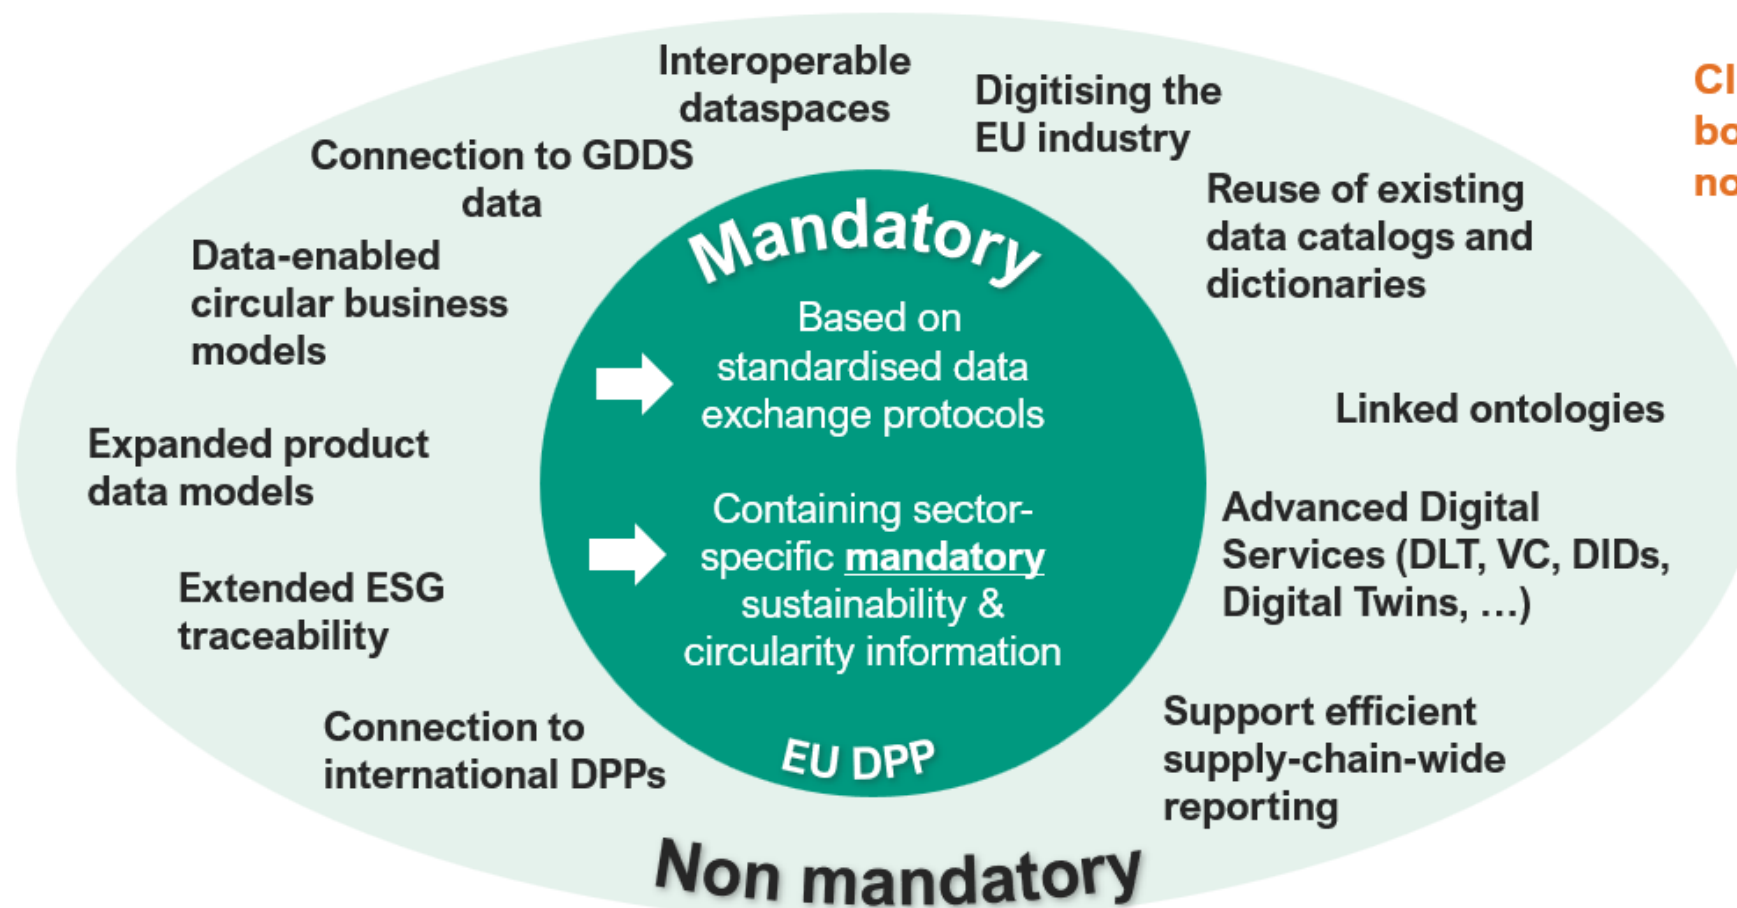 Interoperable
dataspaces
Digitising the
EU industry
Connection to GDDS
data
Reuse of existing
data catalogs and
dictionaries
Data-enabled
circular business
models
Mandatory
Based on
standardised data
exchange protocols
Linked ontologies
Expanded product
data models
Containing sector-
specific mandatory
sustainability &
circularity information
Advanced Digital
Services (DLT, VC, DIDs,
Digital Twins, ...)
Extended ESG
traceability
Connection to
international DPPs
EU DPP
Support efficient
supply-chain-wide
reporting
Non mandatory